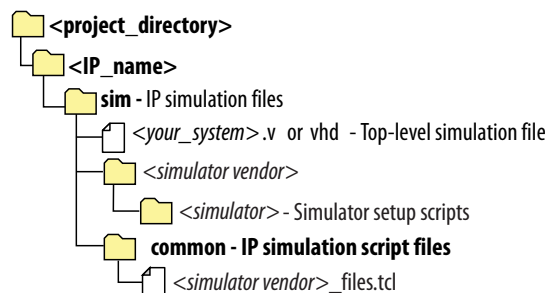 <project_directory>
<IP_name>
sim - IP simulation files
<your_system>.v or vhd - Top-level simulation file
<simulator vendor>
<simulator> - Simulator setup scripts
common - IP simulation script files
<simulator vendor>_files.tcl